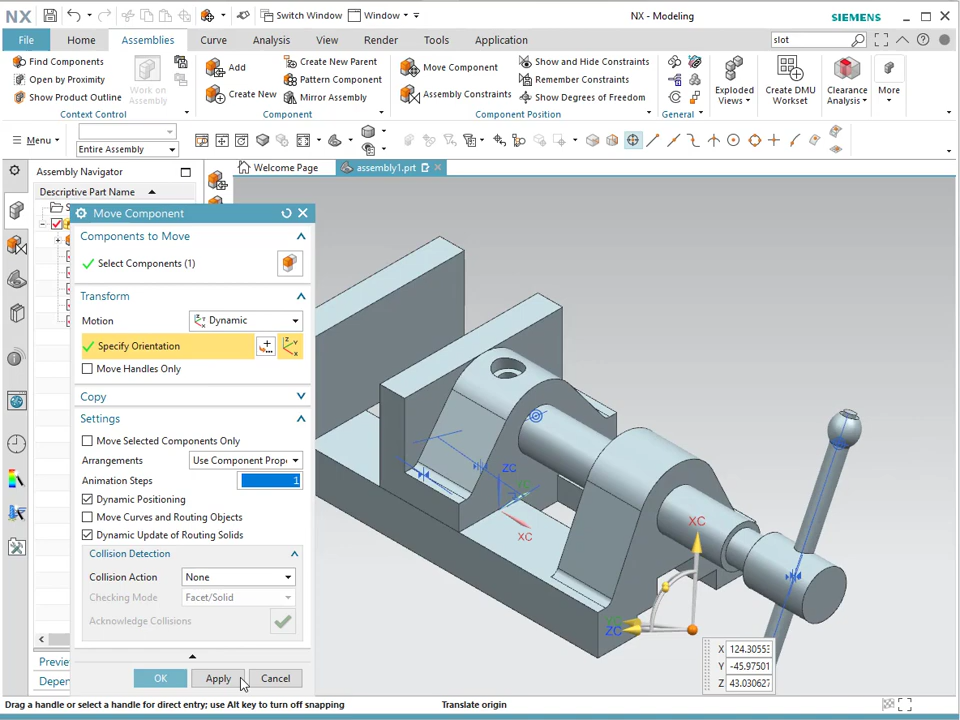 NX
Switch Window
Window
NX - Modeling
SIEMENS
File
Home
Assemblies
Curve
Analysis
View
Render
Tools
Application
slot
Find Components
Open by Proximity
Show Product Outline
Work on
Assembly
Context Control
Add
Create New
Create New Parent
Pattern Component
Mirror Assembly
Component
Move Component
Assembly Constraints
Show and Hide Constraints
Remember Constraints
Show Degrees of Freedom
Component Position
General
Exploded
Views
Create DMU
Workset
Clearance
Analysis
More
Menu
Entire Assembly
Assembly Navigator
Welcome Page
assembly1.prt
Descriptive Part Name
Move Component
Components to Move
Select Components (1)
Transform
Motion
Dynamic
Specify Orientation
Move Handles Only
Copy
Settings
Move Selected Components Only
Arrangements
Use Component Prope
Animation Steps
1
Dynamic Positioning
Move Curves and Routing Objects
Dynamic Update of Routing Solids
Collision Detection
Collision Action
None
Checking Mode
Facet/Solid
Acknowledge Collisions
Previe
Depen
OK
Apply
Cancel
ZC
XC
XC
ZC
X 124.3055
Y -45.97501
Z 43.030627
Drag a handle or select a handle for direct entry; use Alt key to turn off snapping
Translate origin